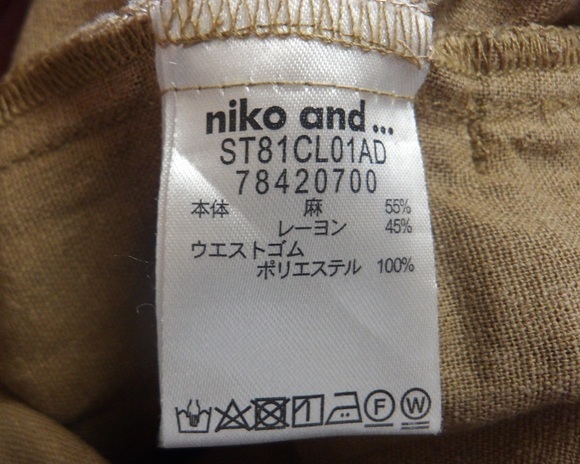 niko and...
ST81CL01AD
78420700
本体 麻 55%
レーヨン 45%
ウエストゴム
ポリエステル 100%
F W